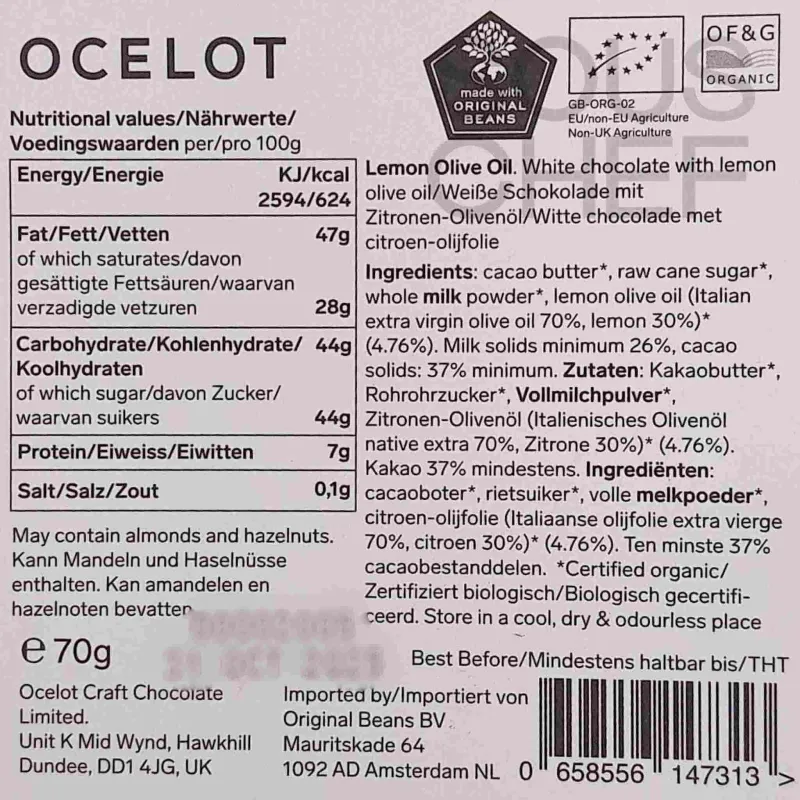 OCELOT
made with
ORIGINAL
BEANS
OF&G
ORGANIC
GB-ORG-02
EU/non-EU Agriculture
Non-UK Agriculture
SOUS
CHEF
Nutritional values/Nährwerte/
Voedingswaarden per/pro 100g
Energy/Energie KJ/kcal
2594/624
Fat/Fett/Vetten 47g
of which saturates/davon
gesättigte Fettsäuren/waarvan
verzadigde vetzuren 28g
Carbohydrate/Kohlenhydrate/ 44g
Koolhydraten
of which sugar/davon Zucker/
waarvan suikers 44g
Protein/Eiweiss/Eiwitten 7g
Salt/Salz/Zout 0,1g
May contain almonds and hazelnuts.
Kann Mandeln und Haselnüsse
enthalten. Kan amandelen en
hazelnoten bevatten
Lemon Olive Oil. White chocolate with lemon
olive oil/Weiße Schokolade mit
Zitronen-Olivenöl/Witte chocolade met
citroen-olijfolie
Ingredients: cacao butter*, raw cane sugar*,
whole milk powder*, lemon olive oil (Italian
extra virgin olive oil 70%, lemon 30%)*
(4.76%). Milk solids minimum 26%, cacao
solids: 37% minimum. Zutaten: Kakaobutter*,
Rohrohrzucker*, Vollmilchpulver*,
Zitronen-Olivenöl (Italienisches Olivenöl
native extra 70%, Zitrone 30%)* (4.76%).
Kakao 37% mindestens. Ingrediënten:
cacaoboter*, rietsuiker*, volle melkpoeder*,
citroen-olijfolie (Italiaanse olijfolie extra vierge
70%, citroen 30%)* (4.76%). Ten minste 37%
cacaobestanddelen. *Certified organic/
Zertifiziert biologisch/Biologisch gecertifi-
ceerd. Store in a cool, dry & odourless place
e 70g
Best Before/Mindestens haltbar bis/THT
Ocelot Craft Chocolate
Limited.
Unit K Mid Wynd, Hawkhill
Dundee, DD1 4JG, UK
Imported by/Importiert von
Original Beans BV
Mauritskade 64
1092 AD Amsterdam NL
0 658556 147313 >